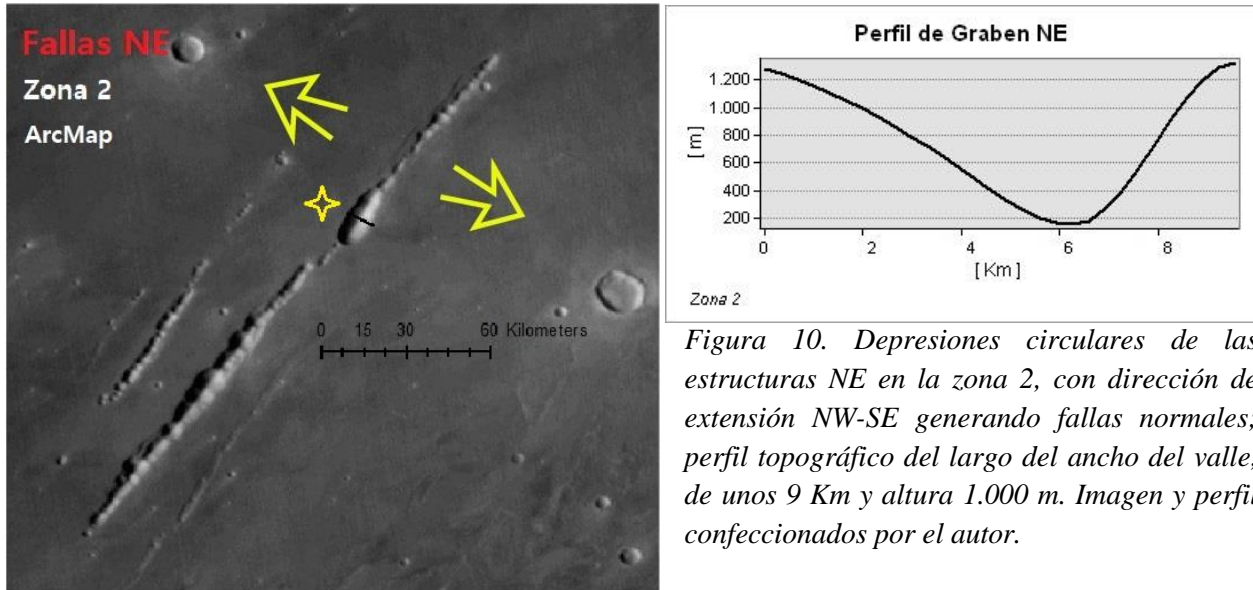 Fallas NE
Zona 2
ArcMap
0 15 30 60 Kilometers
Perfil de Graben NE
[ m ]
1.200
1.000
800
600
400
200
0 2 4 6 8
[ Km ]
Zona 2
Figura 10. Depresiones circulares de las
estructuras NE en la zona 2, con dirección de
extensión NW-SE generando fallas normales;
perfil topográfico del largo del ancho del valle,
de unos 9 Km y altura 1.000 m. Imagen y perfil
confeccionados por el autor.